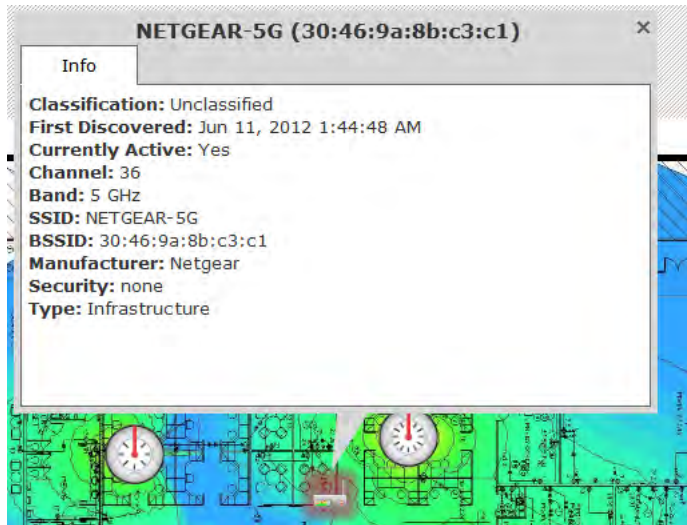 NETGEAR-5G (30:46:9a:8b:c3:c1)
×
Info
Classification: Unclassified
First Discovered: Jun 11, 2012 1:44:48 AM
Currently Active: Yes
Channel: 36
Band: 5 GHz
SSID: NETGEAR-5G
BSSID: 30:46:9a:8b:c3:c1
Manufacturer: Netgear
Security: none
Type: Infrastructure